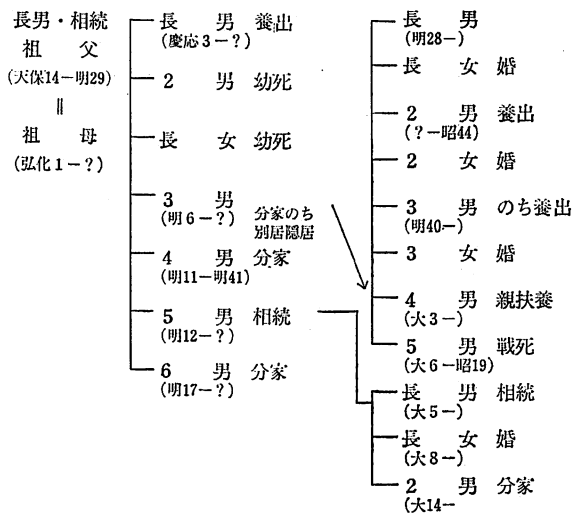 長男・相続
祖 父
(天保14−明29)
‖
祖 母
(弘化1−?)
長 男 養出
(慶応3−?)
2 男 幼死
長 女 幼死
3 男
(明6−?)
分家のち
別居隠居
4 男 分家
(明11−明41)
5 男 相続
(明12−?)
6 男 分家
(明17−?)
長 男
(明28−)
長 女 婚
2 男 養出
(?−昭44)
2 女 婚
3 男 のち養出
(明40−)
3 女 婚
4 男 親扶養
(大3−)
5 男 戦死
(大6−昭19)
長 男 相続
(大5−)
長 女 婚
(大8−)
2 男 分家
(大14−